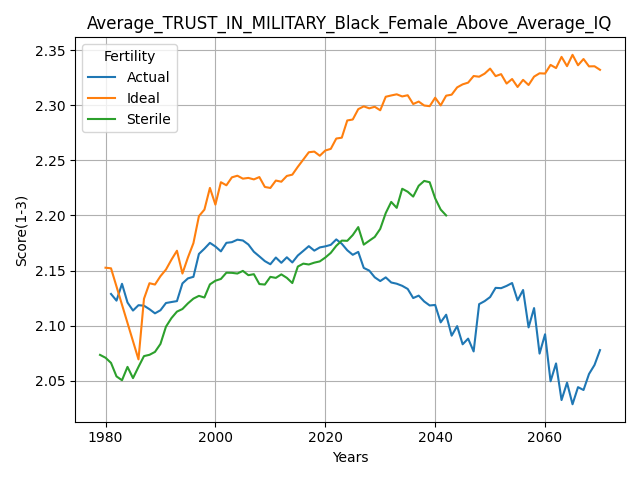 Average_TRUST_IN_MILITARY_Black_Female_Above_Average_IQ
Fertility
Actual
Ideal
Sterile
Score(1-3)
2.35
2.30
2.25
2.20
2.15
2.10
2.05
1980
2000
2020
2040
2060
Years